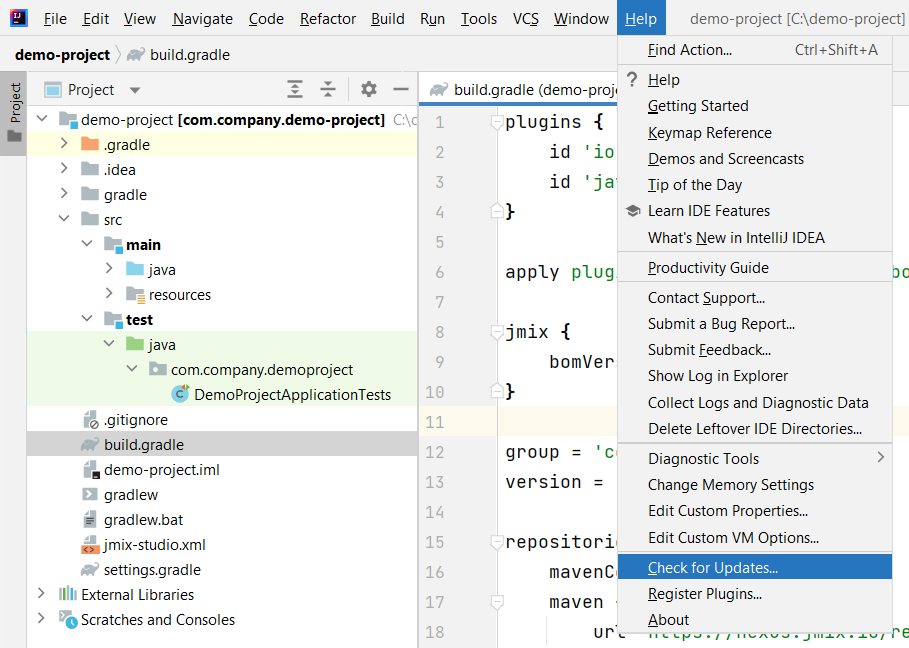 File Edit View Navigate Code Refactor Build Run Tools VCS Window Help demo-project [C:\demo-project]
demo-project build.gradle
Project
Project
demo-project [com.company.demo-project] C:\
.gradle
.idea
gradle
src
main
java
resources
test
java
com.company.demoproject
DemoProjectApplicationTests
.gitignore
build.gradle
demo-project.iml
gradlew
gradlew.bat
jmix-studio.xml
settings.gradle
External Libraries
Scratches and Consoles
build.gradle (demo-proj
1 plugins {
2 id 'io
3 id 'ja
4 }
5
6 apply plug
7
8 jmix {
9 bomVer
10 }
11
12 group = 'c
13 version =
14
15 repositori
16 mavenC
17 maven
18 url
Find Action... Ctrl+Shift+A
? Help
Getting Started
Keymap Reference
Demos and Screencasts
Tip of the Day
Learn IDE Features
What's New in IntelliJ IDEA
Productivity Guide
Contact Support...
Submit a Bug Report...
Submit Feedback...
Show Log in Explorer
Collect Logs and Diagnostic Data
Delete Leftover IDE Directories...
Diagnostic Tools
Change Memory Settings
Edit Custom Properties...
Edit Custom VM Options...
Check for Updates...
Register Plugins...
About